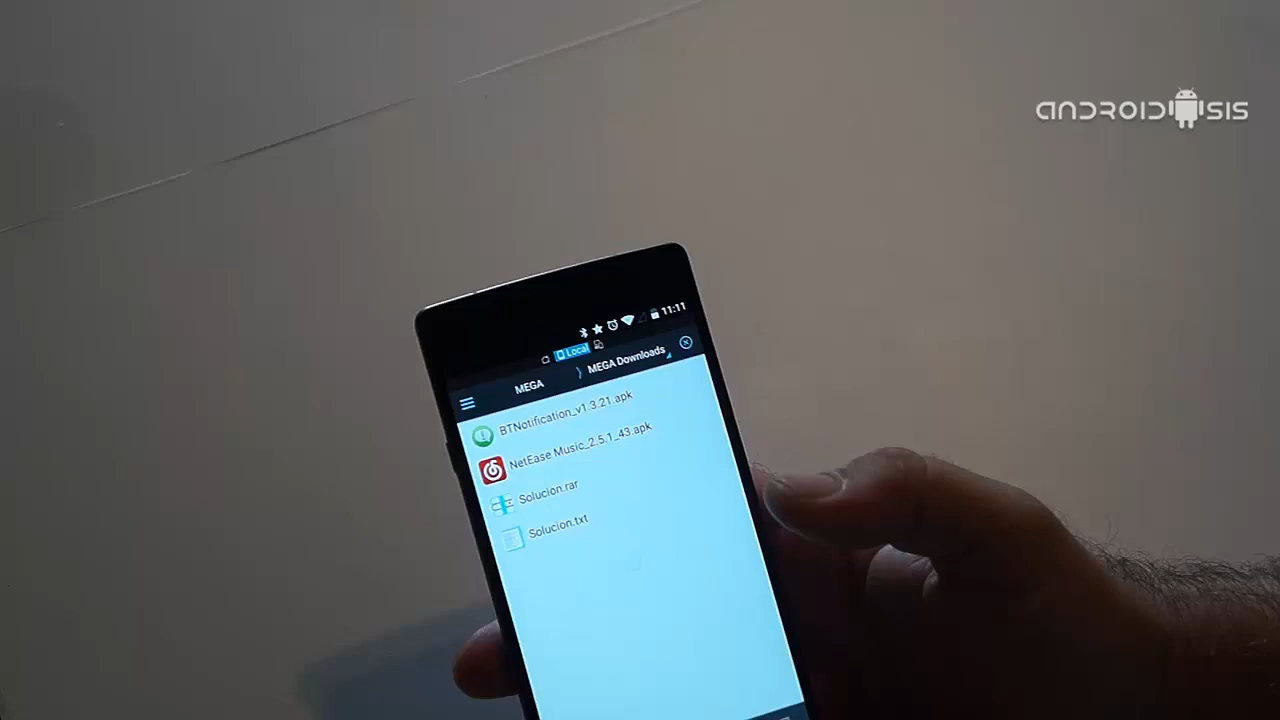 ANDROIDSIS
11:11
Local
MEGA
MEGA Downloads
BTNotification_v1.3.21.apk
NetEase Music_2.5.1_43.apk
Solucion.rar
Solucion.txt